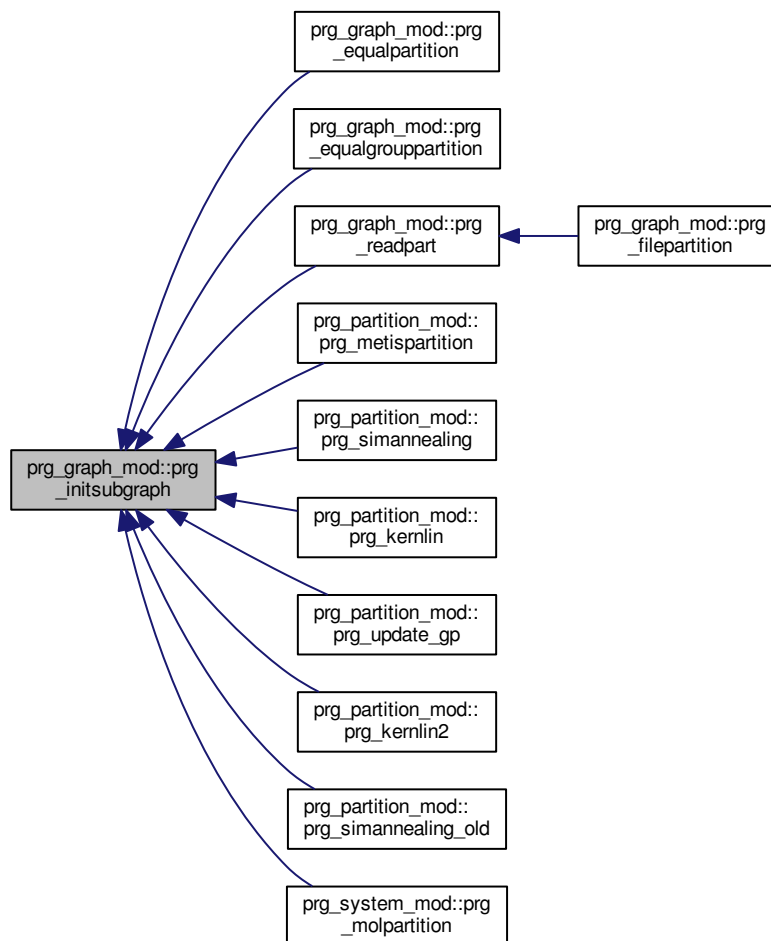 prg_graph_mod::prg
_equalpartition
prg_graph_mod::prg
_equalgrouppartition
prg_graph_mod::prg
_readpart
prg_graph_mod::prg
_filepartition
prg_partition_mod::
prg_metispartition
prg_partition_mod::
prg_simannealing
prg_graph_mod::prg
_initsubgraph
prg_partition_mod::
prg_kernlin
prg_partition_mod::
prg_update_gp
prg_partition_mod::
prg_kernlin2
prg_partition_mod::
prg_simannealing_old
prg_system_mod::prg
_molpartition